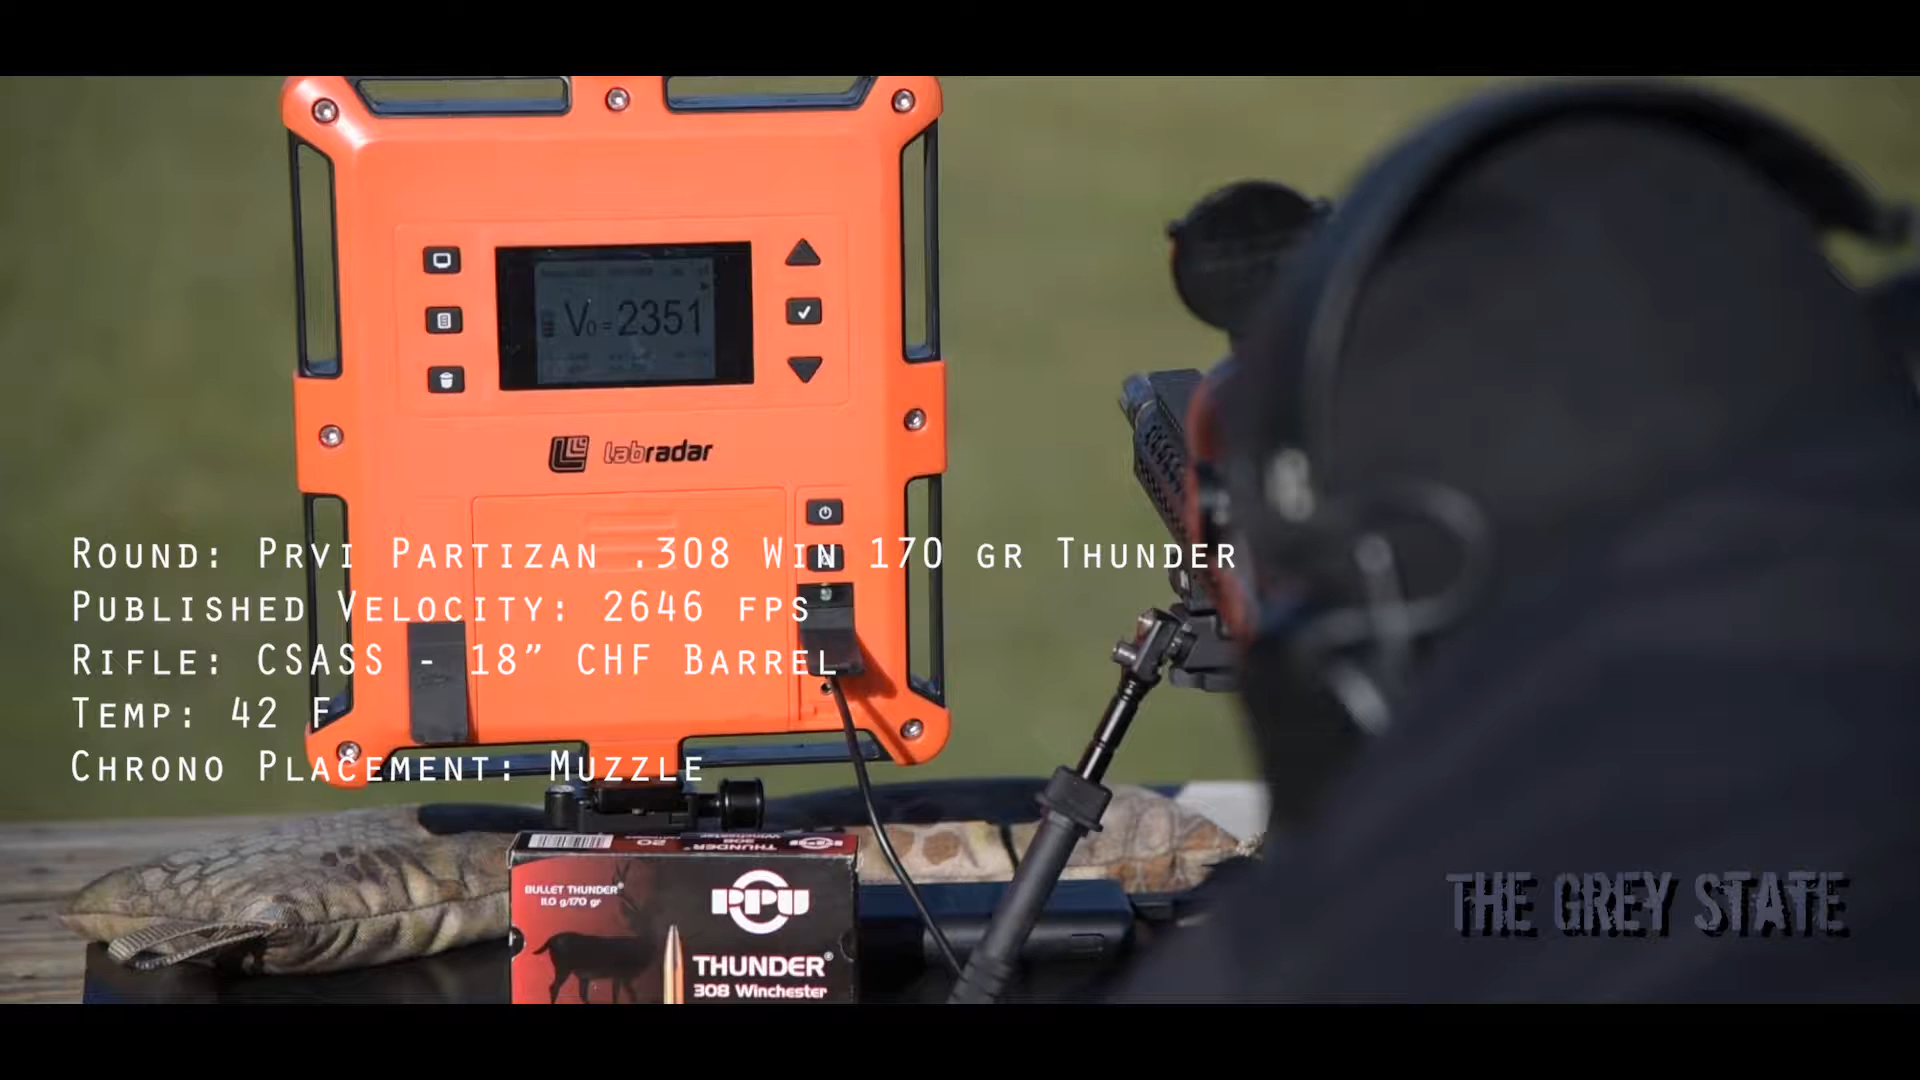 V0=2351
labradar
Round: Prvi Partizan .308 Win 170 gr Thunder
Published Velocity: 2646 fps
Rifle: CSASS - 18” CHF Barrel
Temp: 42 F
Chrono Placement: Muzzle
BULLET THUNDER®
11.0 g/170 gr
PPU
THUNDER®
308 Winchester
THE GREY STATE